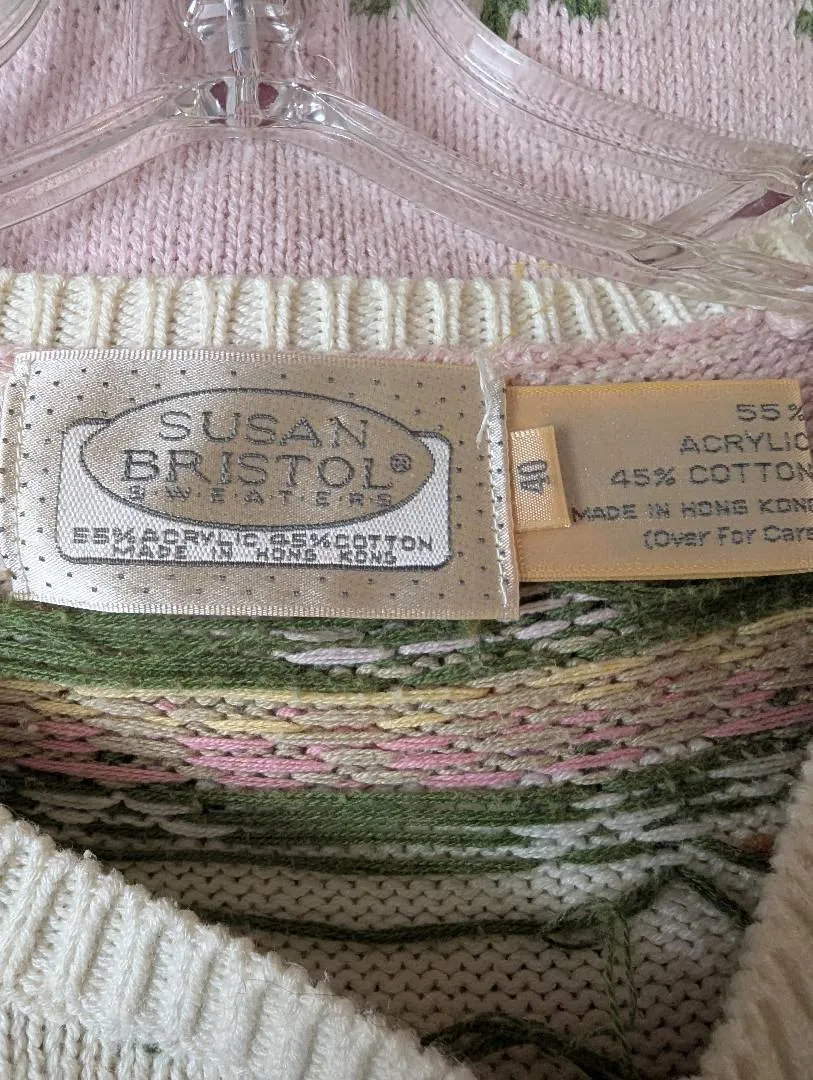 SUSAN
BRISTOL®
S·W·E·A·T·E·R·S
55% ACRYLIC 45% COTTON
MADE IN HONG KONG
40
55%
ACRYLIC
45% COTTON
MADE IN HONG KONG
(Over For Care